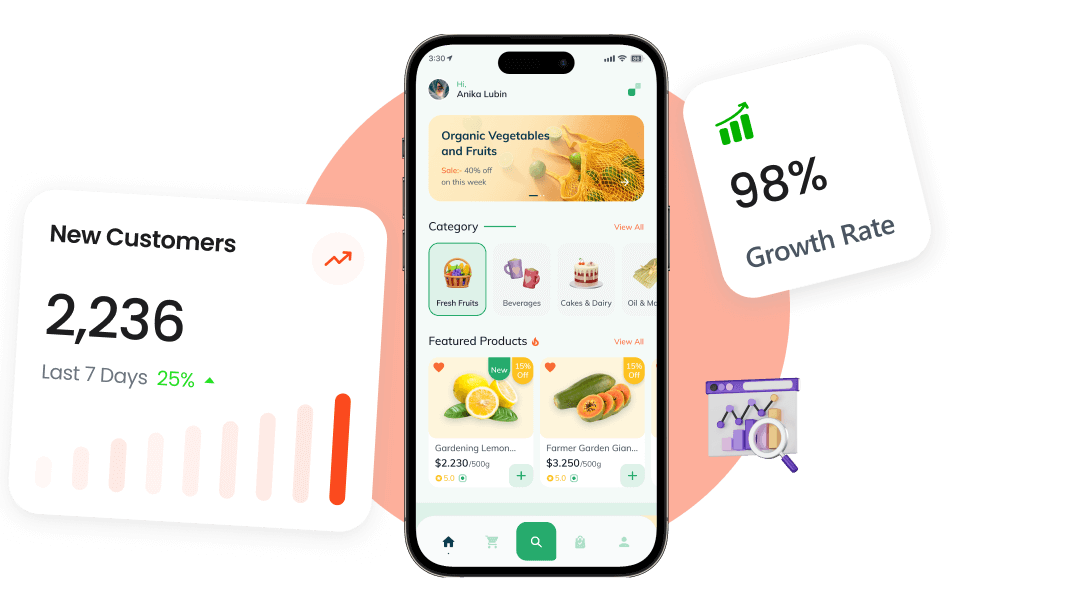 New Customers
2,236
Last 7 Days 25%
3:30
Hi,
Anika Lubin
Organic Vegetables
and Fruits
Sale:- 40% off
on this week
Category
View All
Fresh Fruits
Beverages
Cakes & Dairy
Oil & Mo
Featured Products
View All
New
15%
Off
15%
Off
Gardening Lemon...
Farmer Garden Gian...
$2.230/500g
$3.250/500g
5.0
5.0
98%
Growth Rate